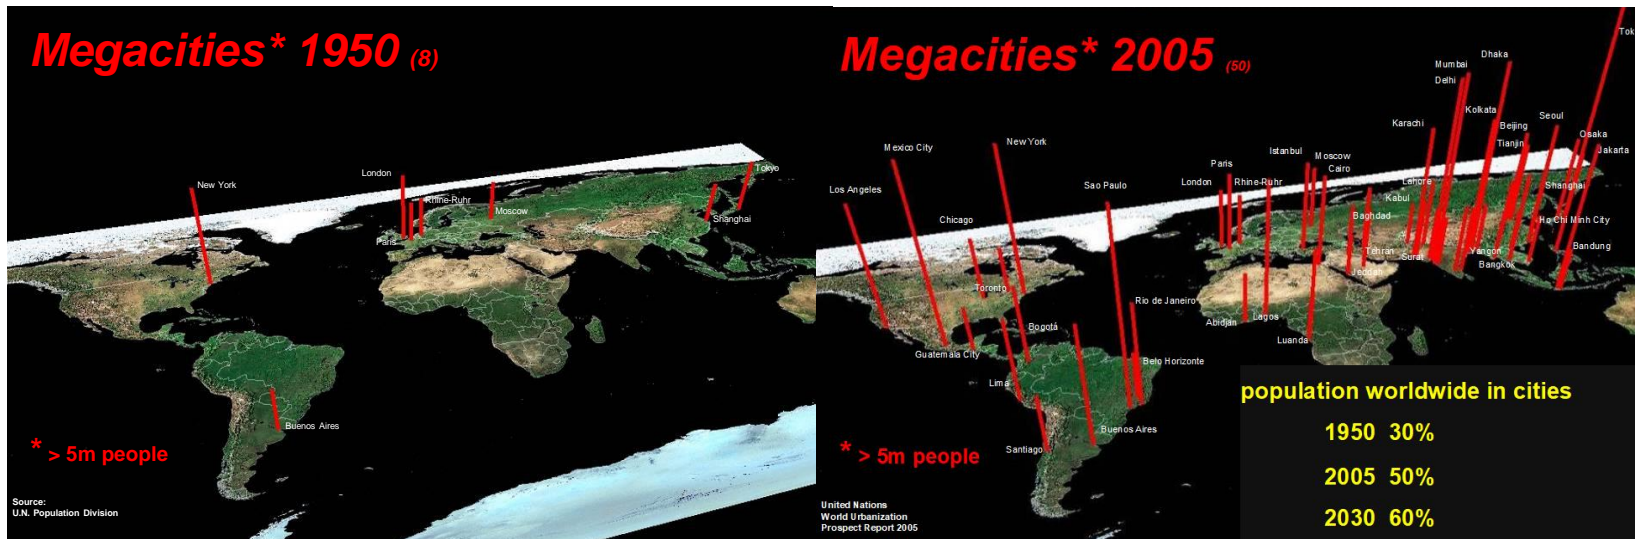 Megacities* 1950 (8)
London
Tokyo
New York
Rhine-Ruhr
Moscow
Shanghai
Paris
Buenos Aires
* > 5m people
Source:
U.N. Population Division
Megacities* 2005 (50)
Tok
Dhaka
Mumbai
Delhi
Kolkata
Seoul
Karachi
Beijing
Osaka
Tianjin
Jakarta
Mexico City
New York
Istanbul
Moscow
Paris
Cairo
London
Rhine-Ruhr
Sao Paulo
Lahore
Shanghai
Los Angeles
Kabul
Chicago
Baghdad
Ho Chi Minh City
Tehran
Yangon
Bandung
Surat
Bangkok
Jeddah
Toronto
Rio de Janeiro
Abidjan
Lagos
Bogotá
Luanda
Guatemala City
Belo Horizonte
Lima
Buenos Aires
Santiago
* > 5m people
United Nations
World Urbanization
Prospect Report 2005
population worldwide in cities
1950 30%
2005 50%
2030 60%